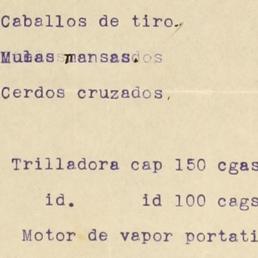 Caballos de tiro.
Mulas mansas.
Cerdos cruzados,
Trilladora cap 150 cgas
id. id 100 cags
Motor de vapor portati